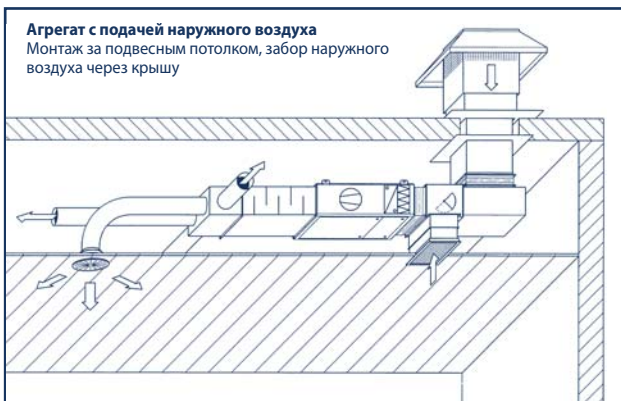 Агрегат с подачей наружного воздуха
Монтаж за подвесным потолком, забор наружного
воздуха через крышу